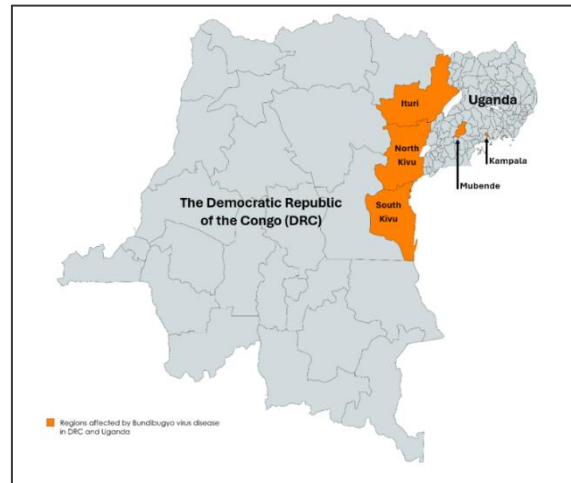 Ituri
Uganda
North
Kivu
Kampala
Mubende
The Democratic Republic
of the Congo (DRC)
South
Kivu
Regions affected by Bundibugyo virus disease
in DRC and Uganda